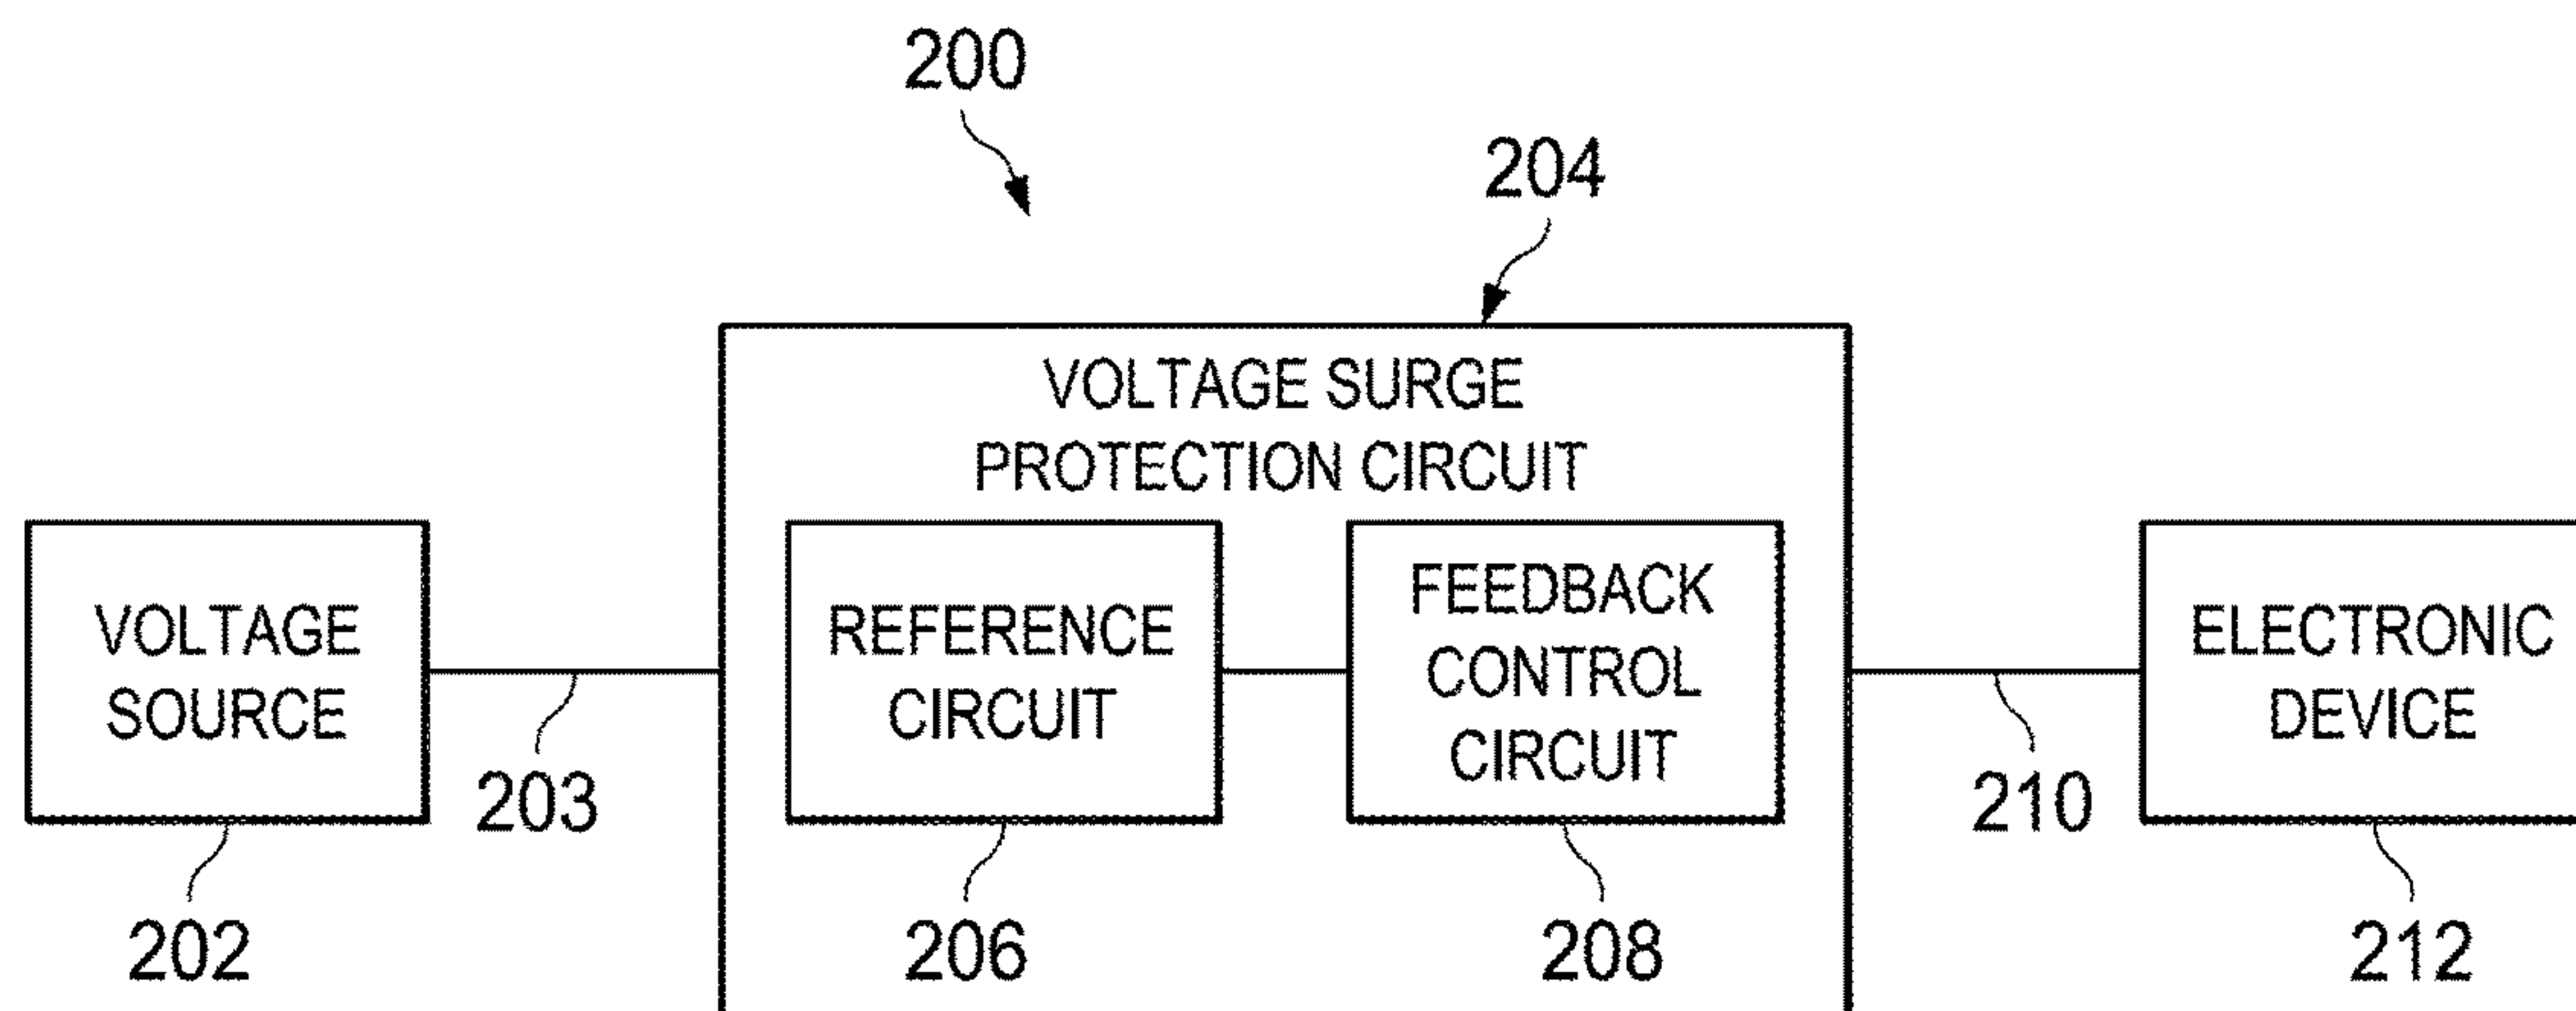 200
204
VOLTAGE SURGE
PROTECTION CIRCUIT
VOLTAGE
SOURCE
REFERENCE
CIRCUIT
FEEDBACK
CONTROL
CIRCUIT
ELECTRONIC
DEVICE
203
210
202
206
208
212